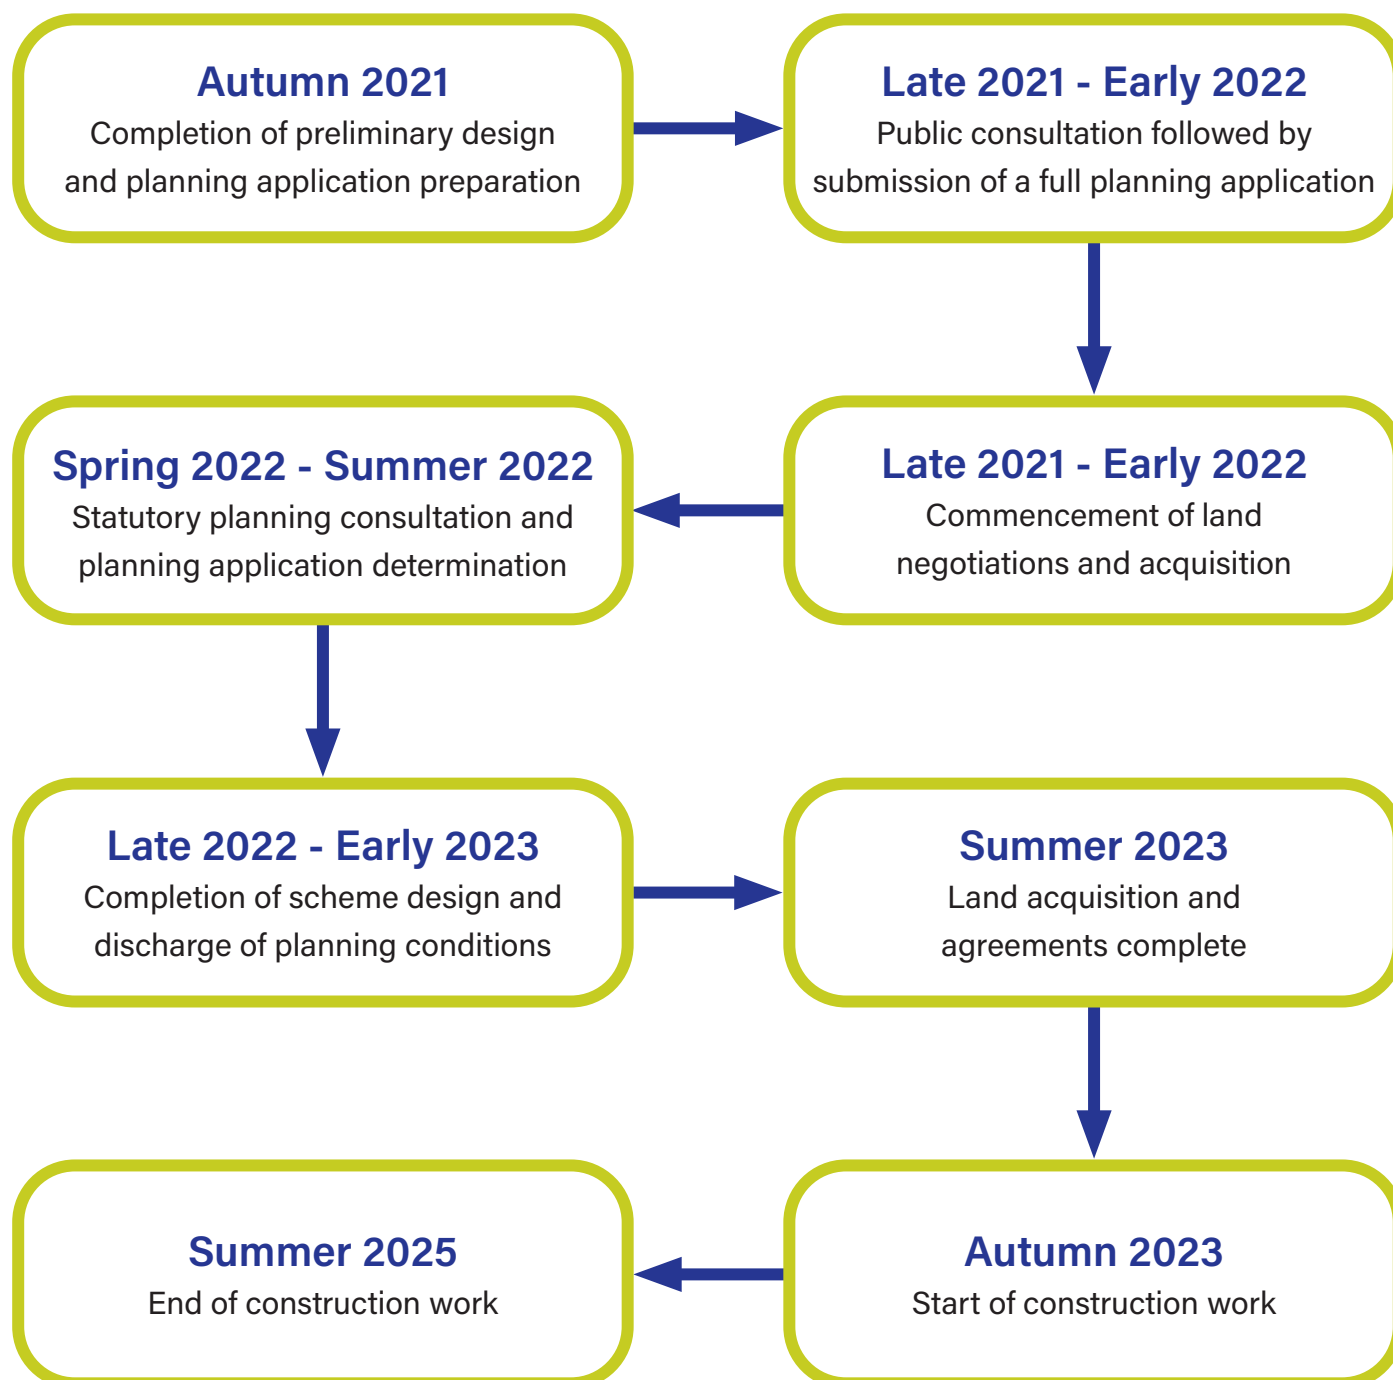 Autumn 2021
Completion of preliminary design
and planning application preparation
Late 2021 - Early 2022
Public consultation followed by
submission of a full planning application
Late 2021 - Early 2022
Commencement of land
negotiations and acquisition
Spring 2022 - Summer 2022
Statutory planning consultation and
planning application determination
Late 2022 - Early 2023
Completion of scheme design and
discharge of planning conditions
Summer 2023
Land acquisition and
agreements complete
Autumn 2023
Start of construction work
Summer 2025
End of construction work